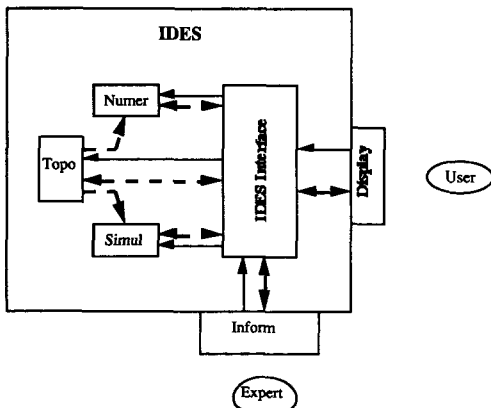 IDES
Numer
Topo
IDES Interface
Display
User
Simul
Inform
Expert